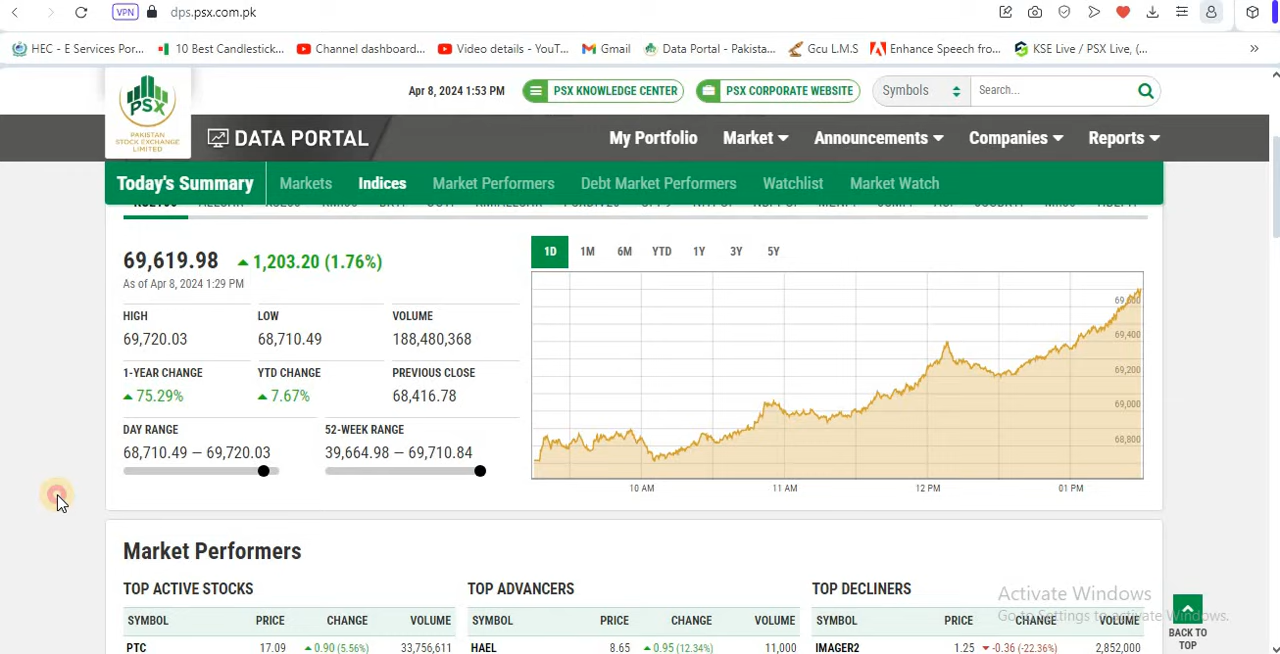 VPN dps.psx.com.pk
HEC - E Services Por... 10 Best Candlestick... Channel dashboard... Video details - YouT... Gmail Data Portal - Pakista... Gcu L.M.S Enhance Speech fro... KSE Live / PSX Live, (... »
PSX
PAKISTAN
STOCK EXCHANGE
LIMITED
Apr 8, 2024 1:53 PM PSX KNOWLEDGE CENTER PSX CORPORATE WEBSITE Symbols Search...
DATA PORTAL My Portfolio Market Announcements Companies Reports
Today's Summary Markets Indices Market Performers Debt Market Performers Watchlist Market Watch
69,619.98 1,203.20 (1.76%)
As of Apr 8, 2024 1:29 PM
HIGH LOW VOLUME
69,720.03 68,710.49 188,480,368
1-YEAR CHANGE YTD CHANGE PREVIOUS CLOSE
75.29% 7.67% 68,416.78
DAY RANGE 52-WEEK RANGE
68,710.49 — 69,720.03 39,664.98 — 69,710.84
1D 1M 6M YTD 1Y 3Y 5Y
69,600
69,400
69,200
69,000
68,800
10 AM 11 AM 12 PM 01 PM
Market Performers
TOP ACTIVE STOCKS
SYMBOL PRICE CHANGE VOLUME
PTC 17.09 0.90 (5.56%) 33,756,611
TOP ADVANCERS
SYMBOL PRICE CHANGE VOLUME
HAEL 8.65 0.95 (12.34%) 11,000
TOP DECLINERS
SYMBOL PRICE CHANGE VOLUME
IMAGER2 1.25 -0.36 (-22.36%) 2,852,000
Activate Windows
Go to Settings to activate Windows.
BACK TO
TOP